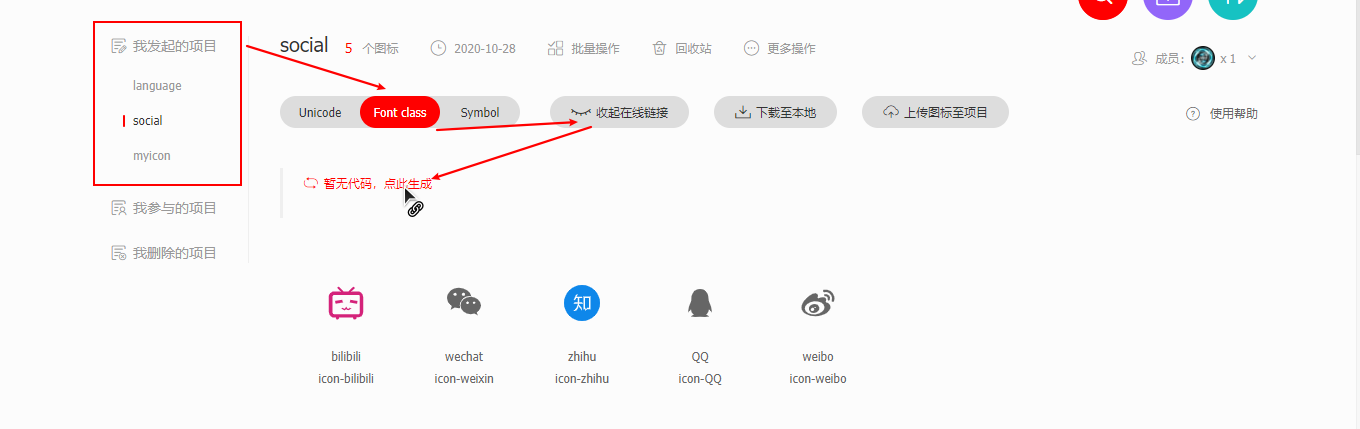 我发起的项目
language
social
myicon
我参与的项目
我删除的项目
social 5 个图标 2020-10-28 批量操作 回收站 更多操作
成员： x 1
Unicode Font class Symbol 收起在线链接 下载至本地 上传图标至项目 使用帮助
暂无代码，点此生成
知
bilibili wechat zhihu QQ weibo
icon-bilibili icon-weixin icon-zhihu icon-QQ icon-weibo